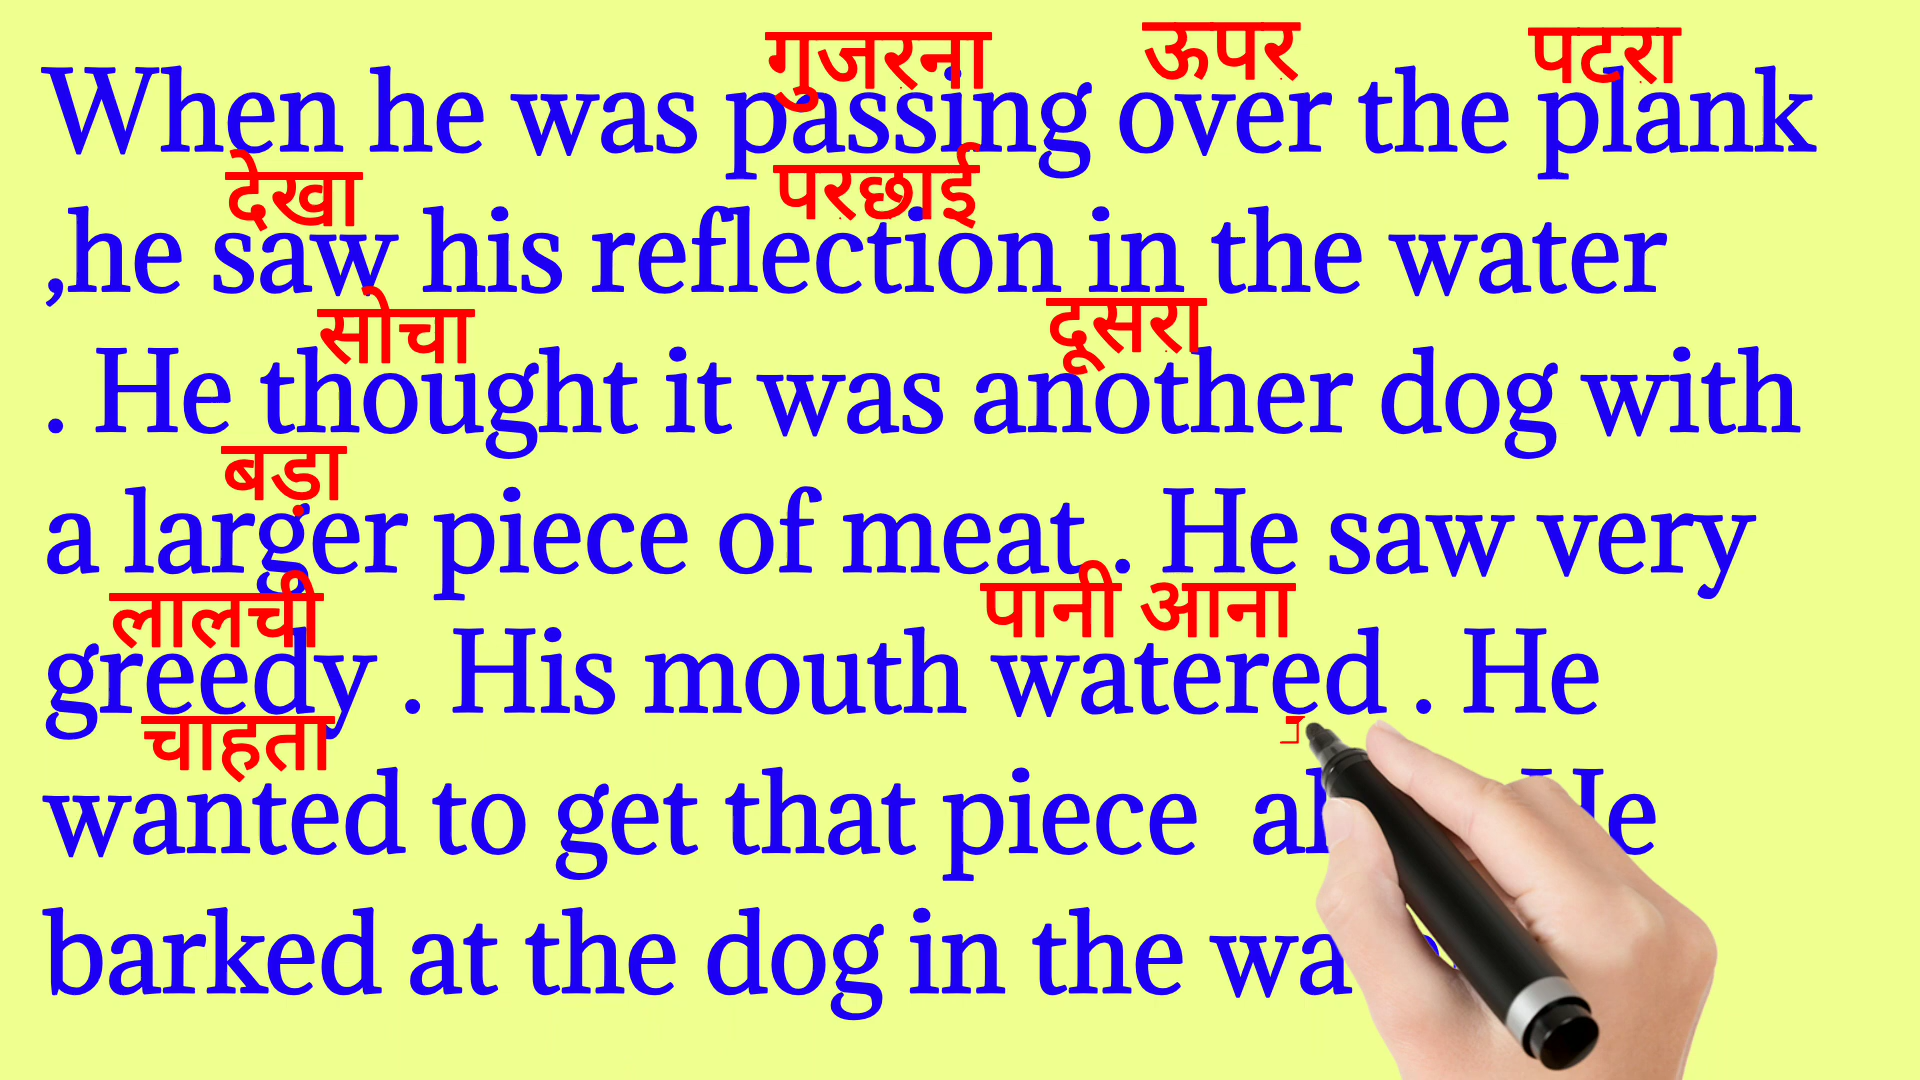 गुजरना ऊपर पटरा
When he was passing over the plank
देखा परछाई
,he saw his reflection in the water
सोचा दूसरा
. He thought it was another dog with
बड़ा
a larger piece of meat . He saw very
लालची पानी आना
greedy . His mouth watered . He
चाहता
wanted to get that piece He
barked at the dog in the